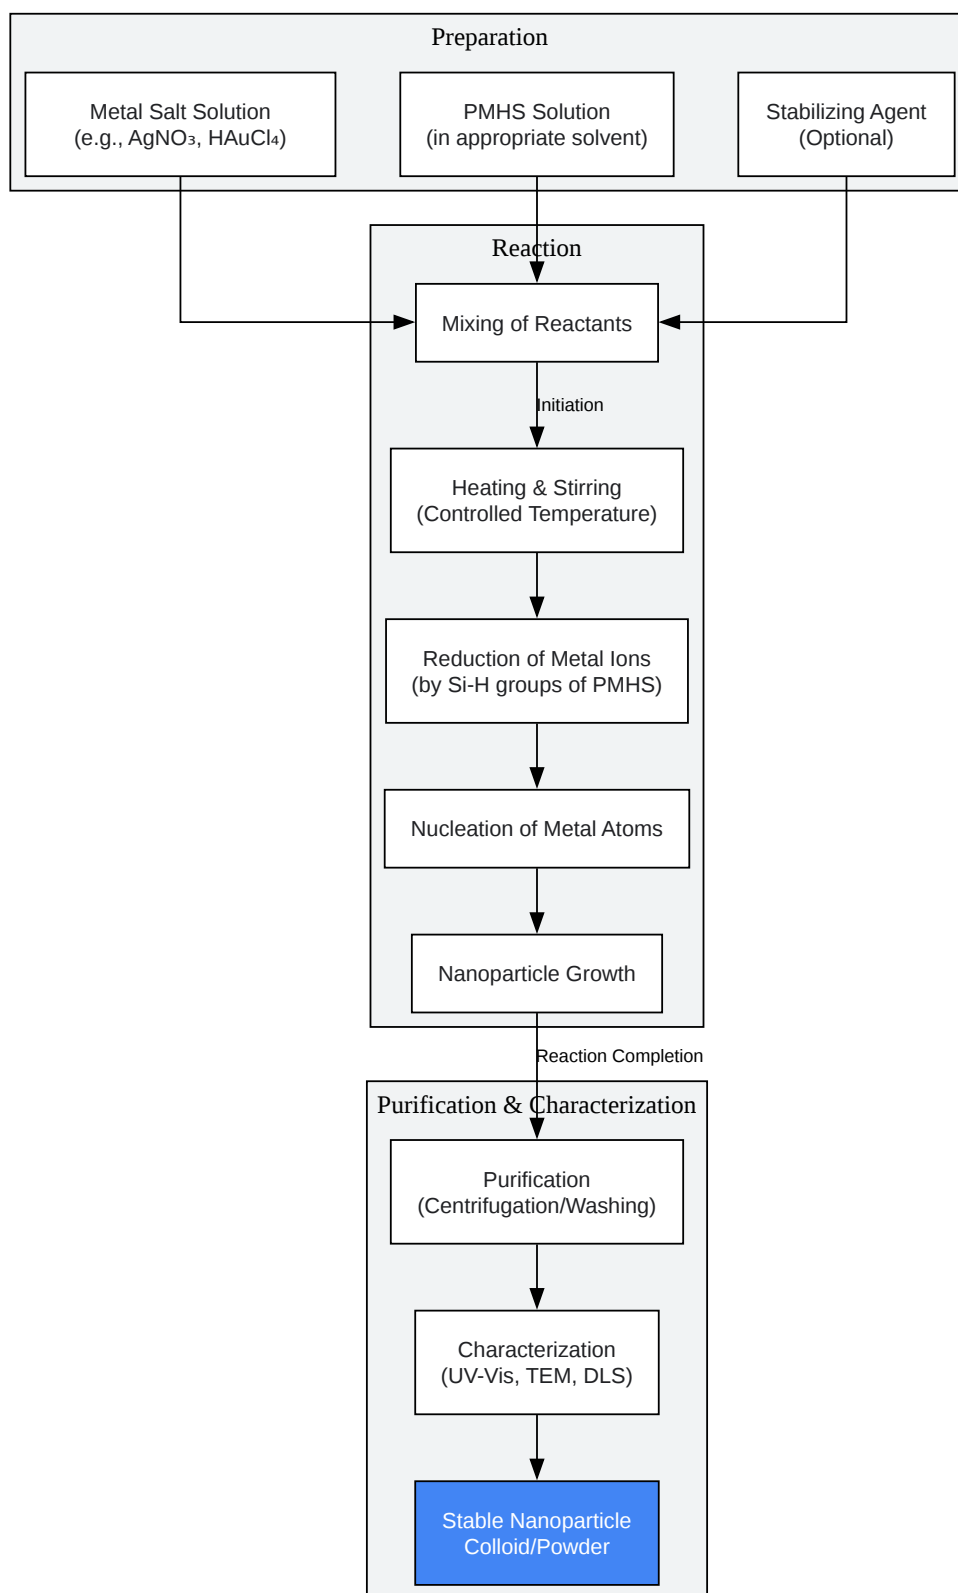 Preparation
Metal Salt Solution
(e.g., AgNO₃, HAuCl₄)
PMHS Solution
(in appropriate solvent)
Stabilizing Agent
(Optional)
Reaction
Mixing of Reactants
Initiation
Heating & Stirring
(Controlled Temperature)
Reduction of Metal Ions
(by Si-H groups of PMHS)
Nucleation of Metal Atoms
Nanoparticle Growth
Reaction Completion
Purification & Characterization
Purification
(Centrifugation/Washing)
Characterization
(UV-Vis, TEM, DLS)
Stable Nanoparticle
Colloid/Powder